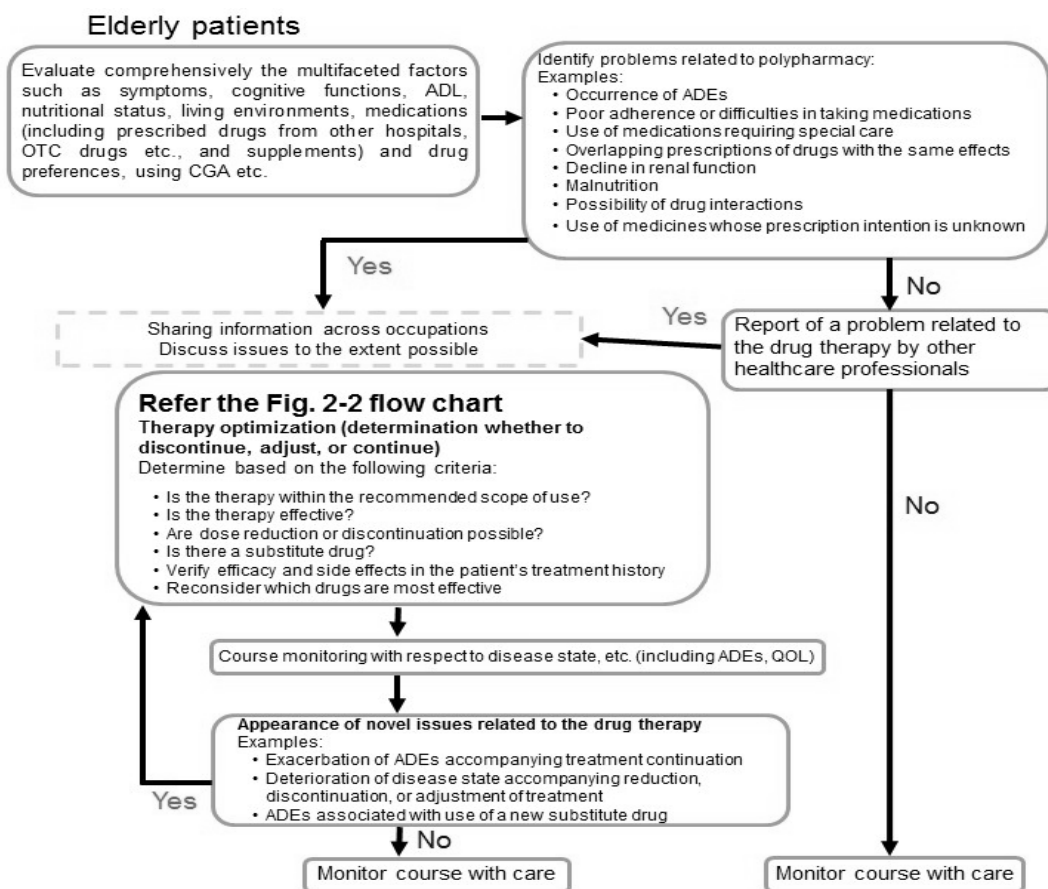 Elderly patients
Evaluate comprehensively the multifaceted factors
such as symptoms, cognitive functions, ADL,
nutritional status, living environments, medications
(including prescribed drugs from other hospitals,
OTC drugs etc., and supplements) and drug
preferences, using CGA etc.
Identify problems related to polypharmacy:
Examples:
• Occurrence of ADEs
• Poor adherence or difficulties in taking medications
• Use of medications requiring special care
• Overlapping prescriptions of drugs with the same effects
• Decline in renal function
• Malnutrition
• Possibility of drug interactions
• Use of medicines whose prescription intention is unknown
Yes
No
Sharing information across occupations
Discuss issues to the extent possible
Yes
Report of a problem related to
the drug therapy by other
healthcare professionals
Refer the Fig. 2-2 flow chart
Therapy optimization (determination whether to
discontinue, adjust, or continue)
Determine based on the following criteria:
• Is the therapy within the recommended scope of use?
• Is the therapy effective?
• Are dose reduction or discontinuation possible?
• Is there a substitute drug?
• Verify efficacy and side effects in the patient's treatment history
• Reconsider which drugs are most effective
No
Course monitoring with respect to disease state, etc. (including ADEs, QOL)
Appearance of novel issues related to the drug therapy
Examples:
• Exacerbation of ADEs accompanying treatment continuation
• Deterioration of disease state accompanying reduction,
discontinuation, or adjustment of treatment
• ADEs associated with use of a new substitute drug
Yes
No
Monitor course with care
Monitor course with care